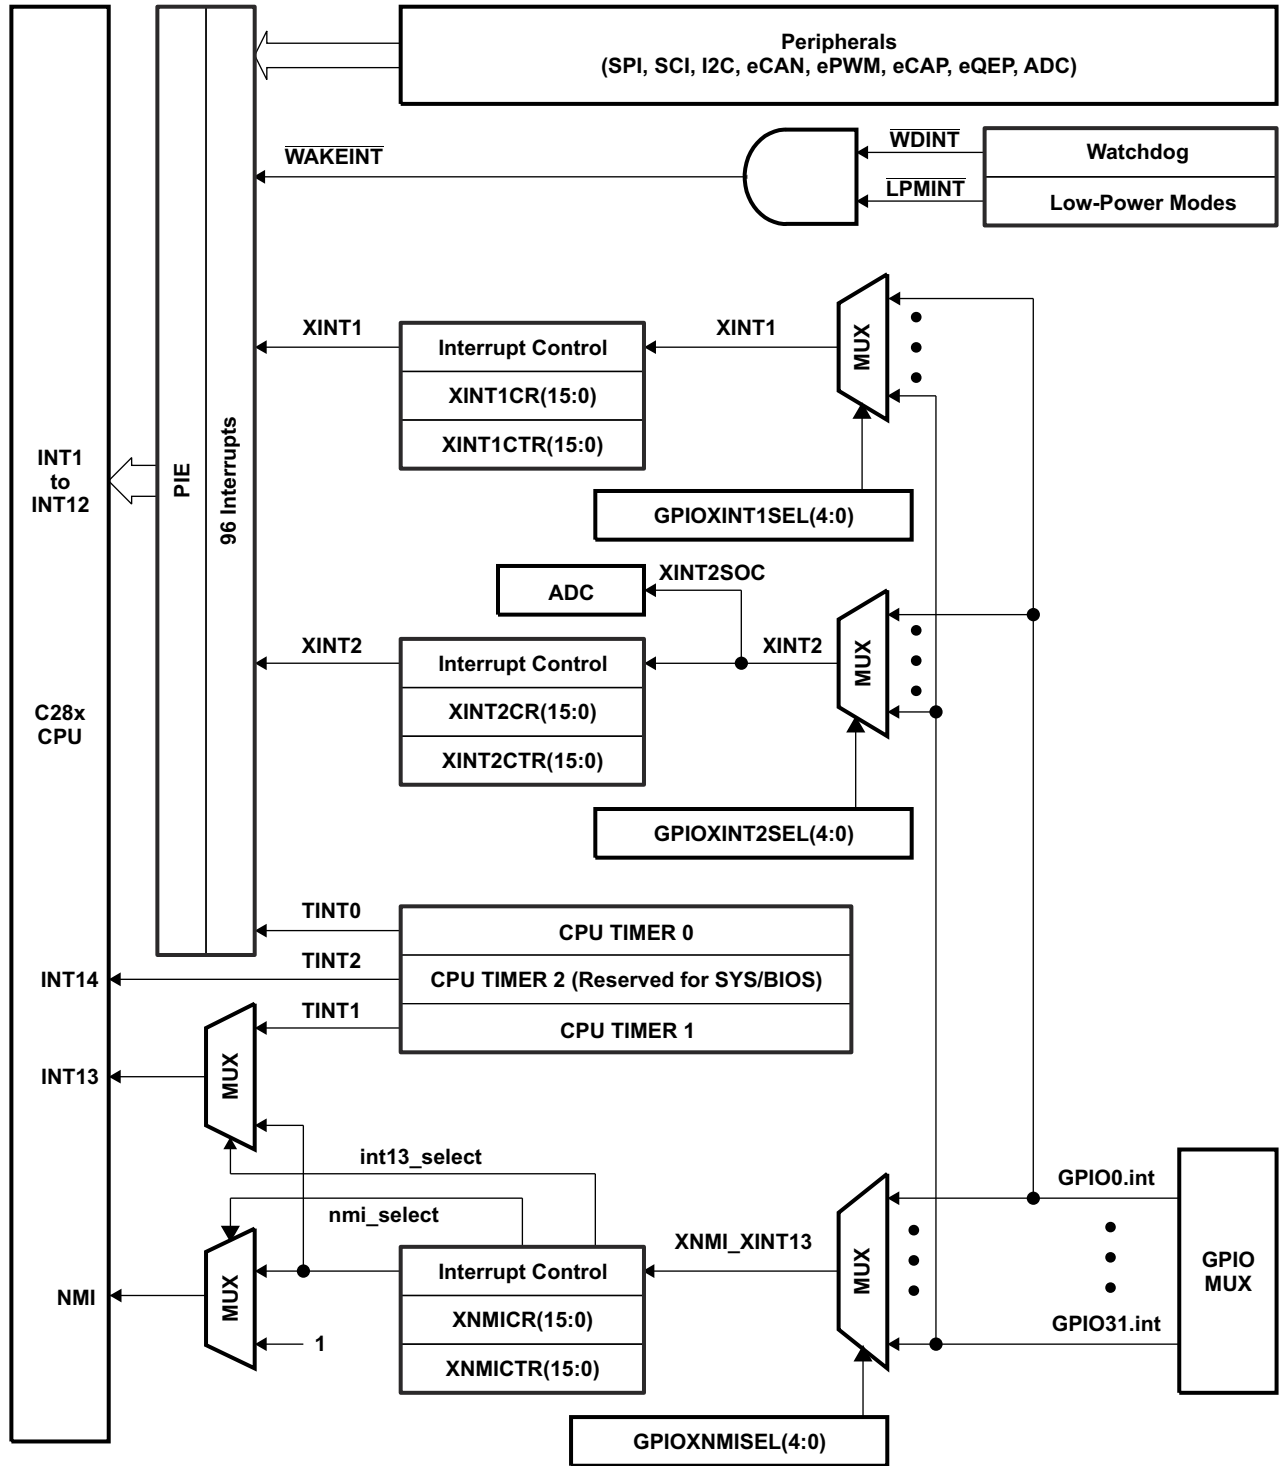 Peripherals
(SPI, SCI, I2C, eCAN, ePWM, eCAP, eQEP, ADC)
WAKEINT
WDINT
Watchdog
LPMINT
Low-Power Modes
XINT1
Interrupt Control
XINT1
MUX
XINT1CR(15:0)
XINT1CTR(15:0)
INT1
to
INT12
PIE
96 Interrupts
GPIOXINT1SEL(4:0)
ADC
XINT2SOC
XINT2
Interrupt Control
XINT2
MUX
XINT2CR(15:0)
C28x
CPU
XINT2CTR(15:0)
GPIOXINT2SEL(4:0)
TINT0
CPU TIMER 0
INT14
TINT2
CPU TIMER 2 (Reserved for SYS/BIOS)
TINT1
CPU TIMER 1
INT13
MUX
int13_select
nmi_select
GPIO0.int
XNMI_XINT13
MUX
GPIO
MUX
Interrupt Control
NMI
MUX
XNMICR(15:0)
GPIO31.int
1
XNMICTR(15:0)
GPIOXNMISEL(4:0)